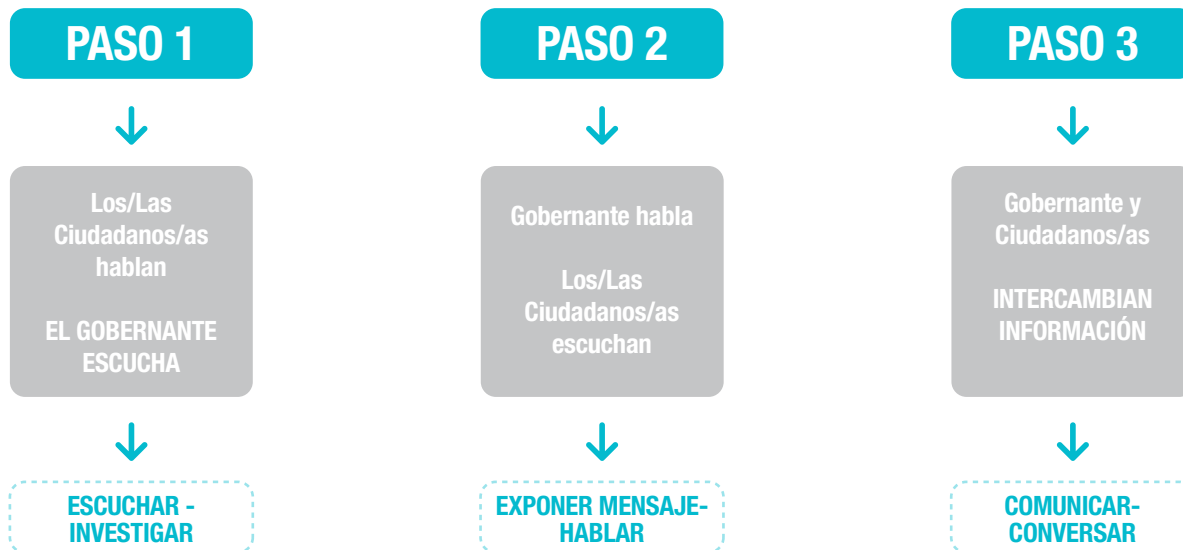 PASO 1
Los/Las
Ciudadanos/as
hablan
EL GOBERNANTE
ESCUCHA
ESCUCHAR -
INVESTIGAR
PASO 2
Gobernante habla
Los/Las
Ciudadanos/as
escuchan
EXPONER MENSAJE-
HABLAR
PASO 3
Gobernante y
Ciudadanos/as
INTERCAMBIAN
INFORMACIÓN
COMUNICAR-
CONVERSAR